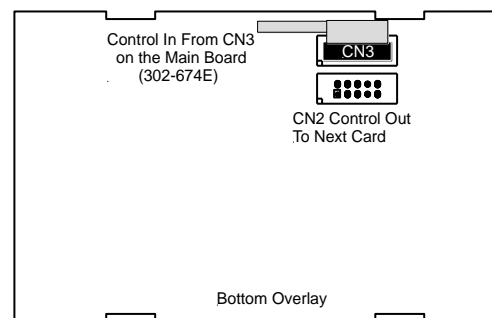 Control In From CN3
on the Main Board
(302-674E)
CN3
CN2 Control Out
To Next Card
Bottom Overlay